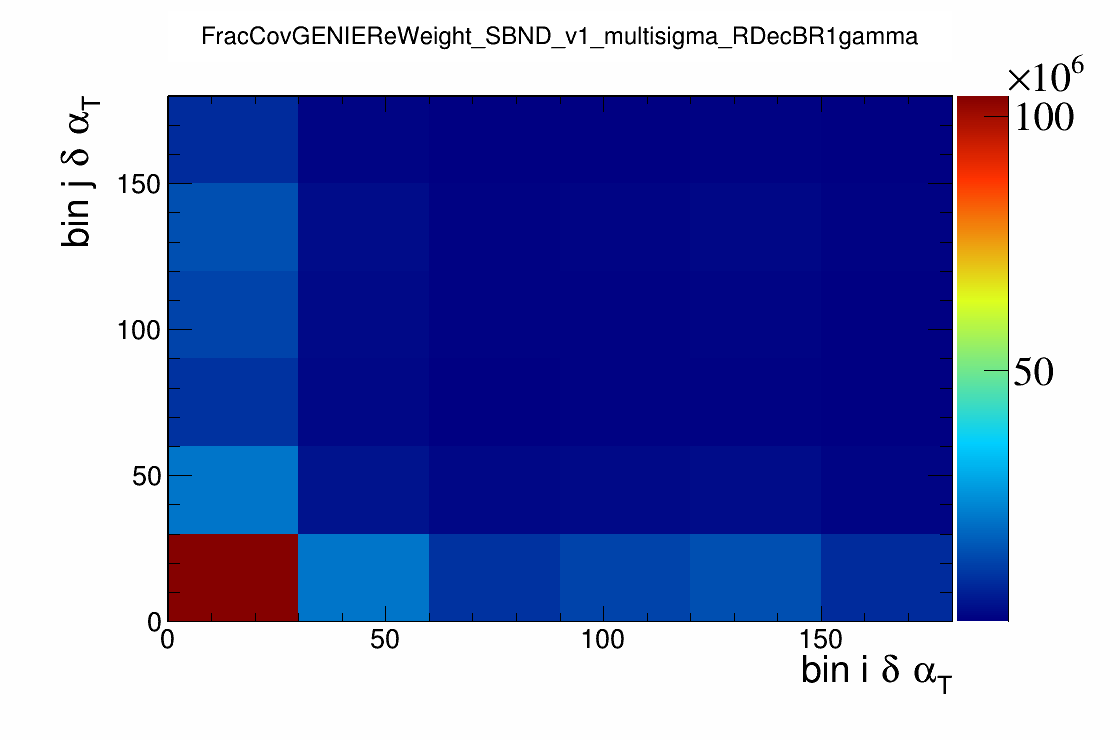 FracCovGENIEReWeight_SBND_v1_multisigma_RDecBR1gamma
×10⁶
100
50
bin j δ α_T
150
100
50
0
0 50 100 150
bin i δ α_T